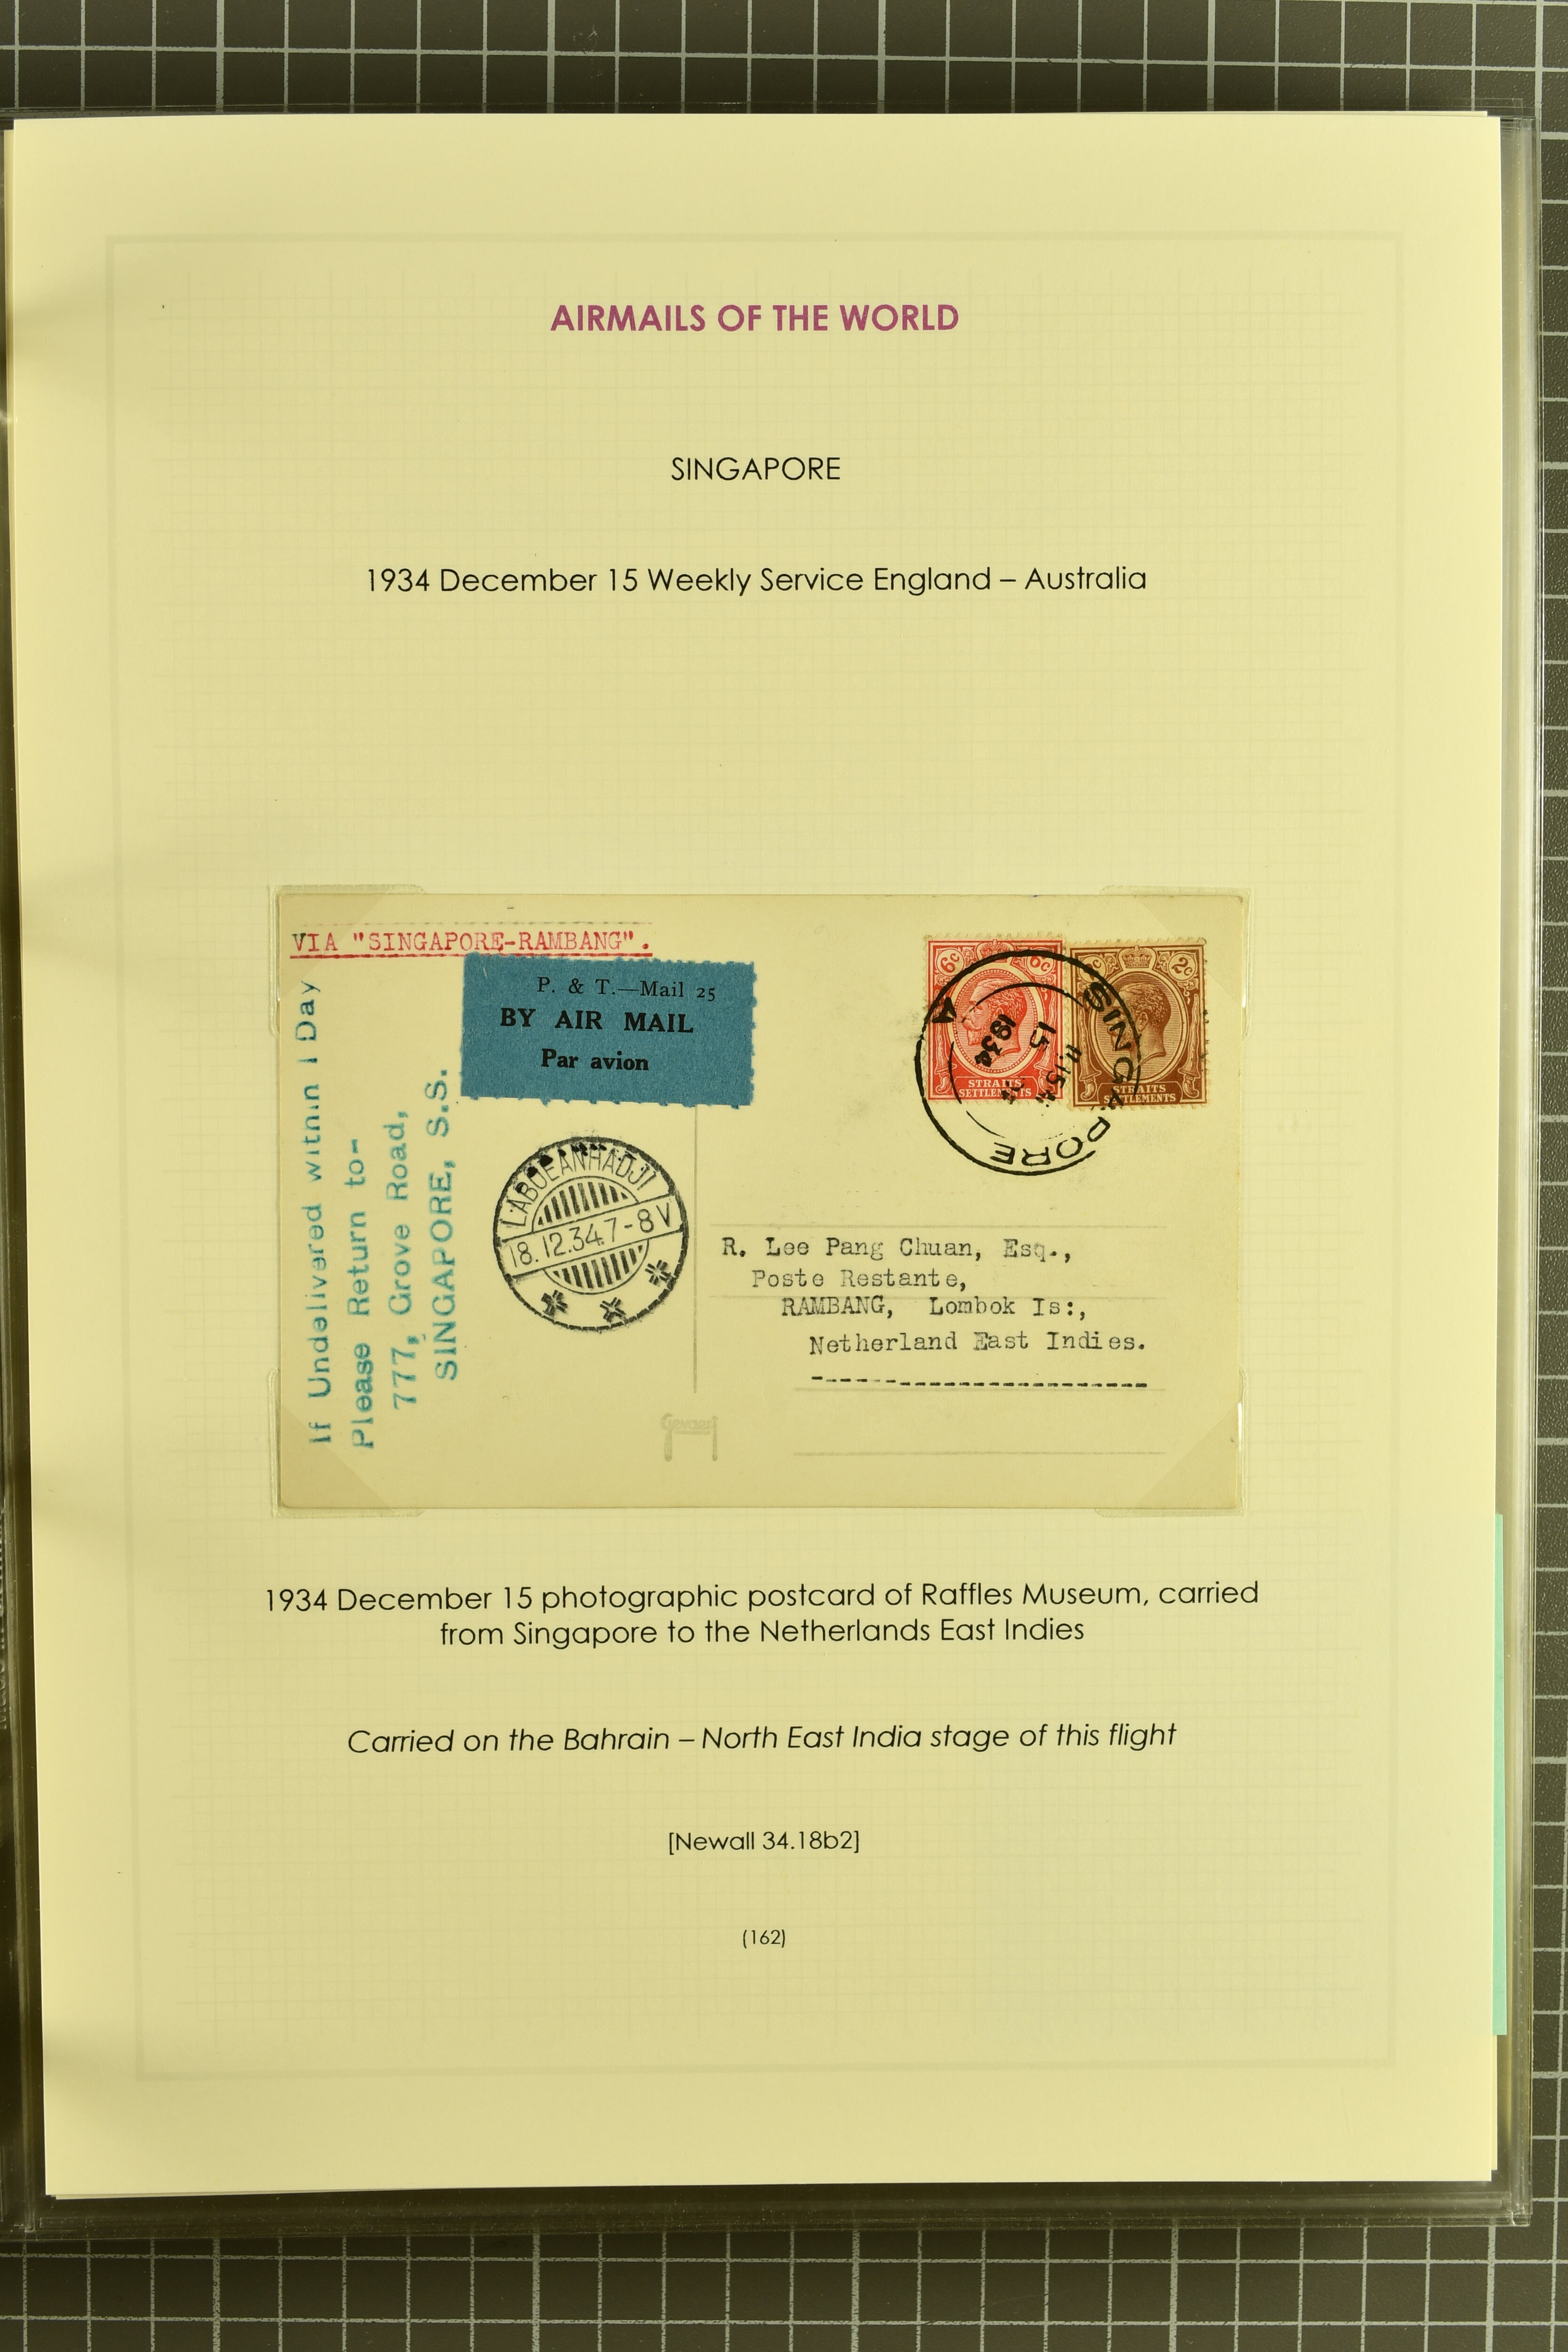 AIRMAILS OF THE WORLD
SINGAPORE
1934 December 15 Weekly Service England – Australia
VIA "SINGAPORE-RAMBANG".
P. & T.—Mail 25
BY AIR MAIL
Par avion
If Undelivered within 1 Day
Please Return to-
777, Grove Road,
SINGAPORE, S.S.
LABOEANHADJI
18.12.34.7-8V
6c 6c
STRAITS
SETTLEMENTS
2c
STRAITS
SETTLEMENTS
SINGAPORE
A
15
1934
R. Lee Pang Chuan, Esq.,
Poste Restante,
RAMBANG, Lombok Is:,
Netherland East Indies.
Gevaert
1934 December 15 photographic postcard of Raffles Museum, carried
from Singapore to the Netherlands East Indies
Carried on the Bahrain – North East India stage of this flight
[Newall 34.18b2]
(162)